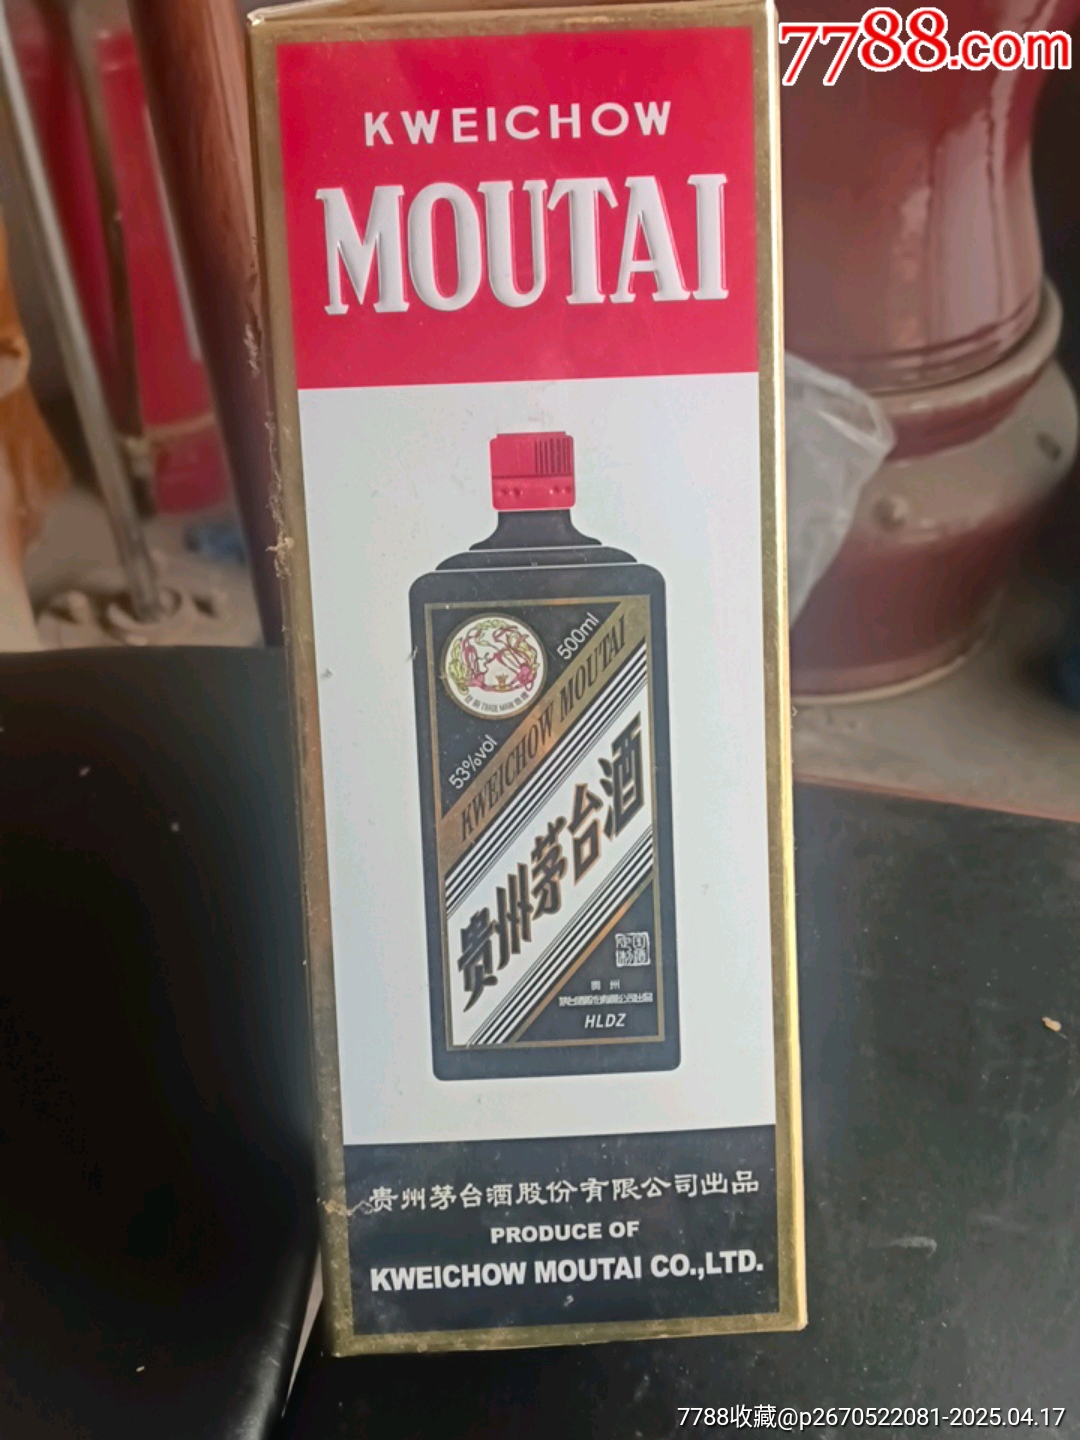 7788.com
KWEICHOW
MOUTAI
500ml
53%vol
KWEICHOW MOUTAI
贵州茅台酒
贵州
HLDZ
贵州茅台酒股份有限公司出品
PRODUCE OF
KWEICHOW MOUTAI CO.,LTD.
7788收藏@p2670522081-2025.04.17